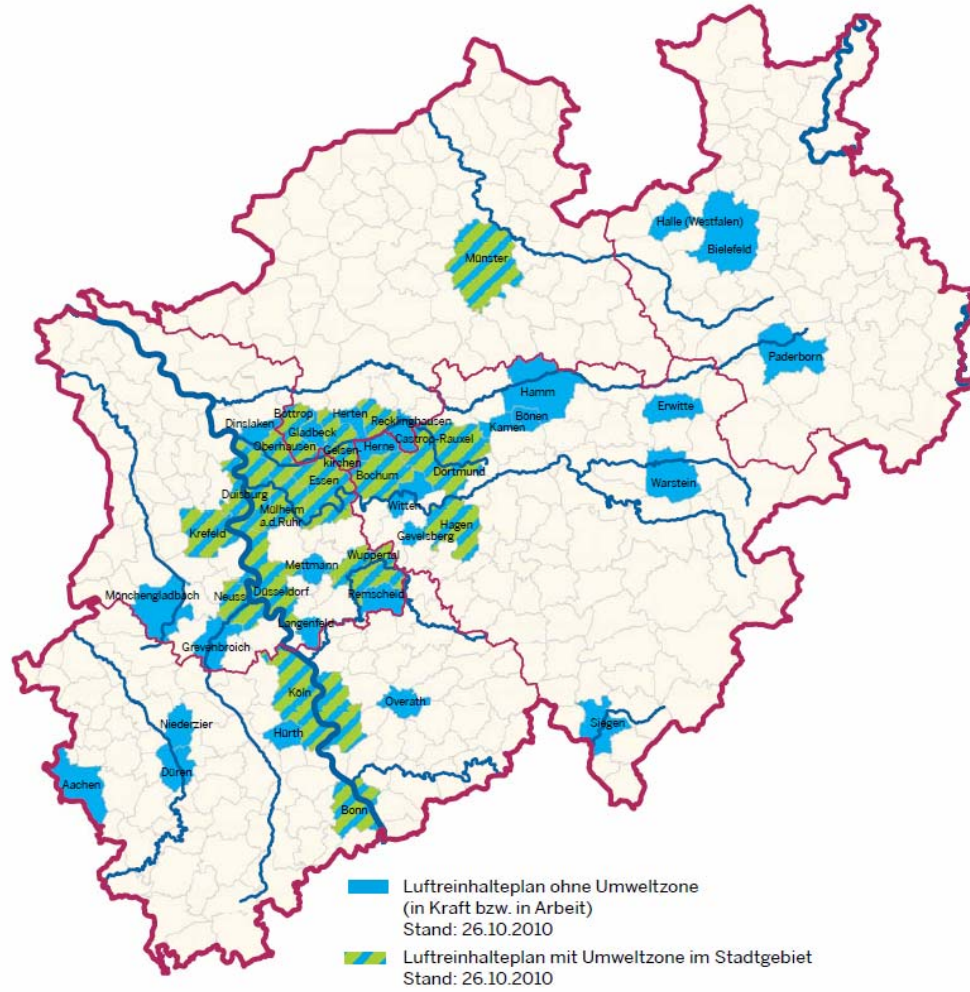 Münster
Halle (Westfalen)
Bielefeld
Paderborn
Hamm
Bönen
Kamen
Erwitte
Warstein
Dinslaken
Bottrop
Herten
Recklinghausen
Gladbeck
Oberhausen
Gelsen-
kirchen
Herne
Castrop-Rauxel
Essen
Bochum
Dortmund
Duisburg
Mülheim
a.d.Ruhr
Witten
Hagen
Gevelsberg
Krefeld
Mettmann
Wuppertal
Remscheid
Mönchengladbach
Neuss
Düsseldorf
Langenfeld
Grevenbroich
Köln
Hürth
Overath
Siegen
Niederzier
Düren
Aachen
Bonn
Luftreinhalteplan ohne Umweltzone
(in Kraft bzw. in Arbeit)
Stand: 26.10.2010
Luftreinhalteplan mit Umweltzone im Stadtgebiet
Stand: 26.10.2010